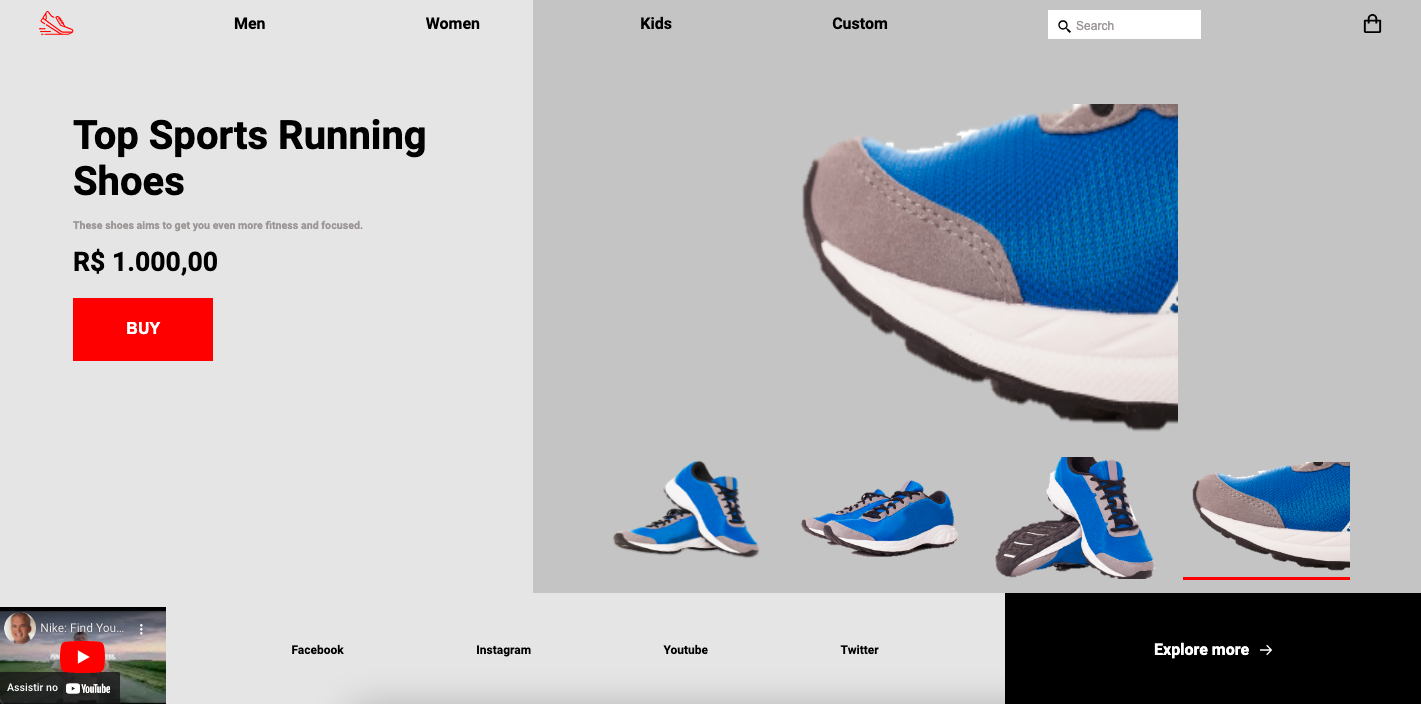 Men
Women
Kids
Custom
Search
Top Sports Running
Shoes
These shoes aims to get you even more fitness and focused.
R$ 1.000,00
BUY
Nike: Find You...
Assistir no YouTube
Facebook
Instagram
Youtube
Twitter
Explore more →